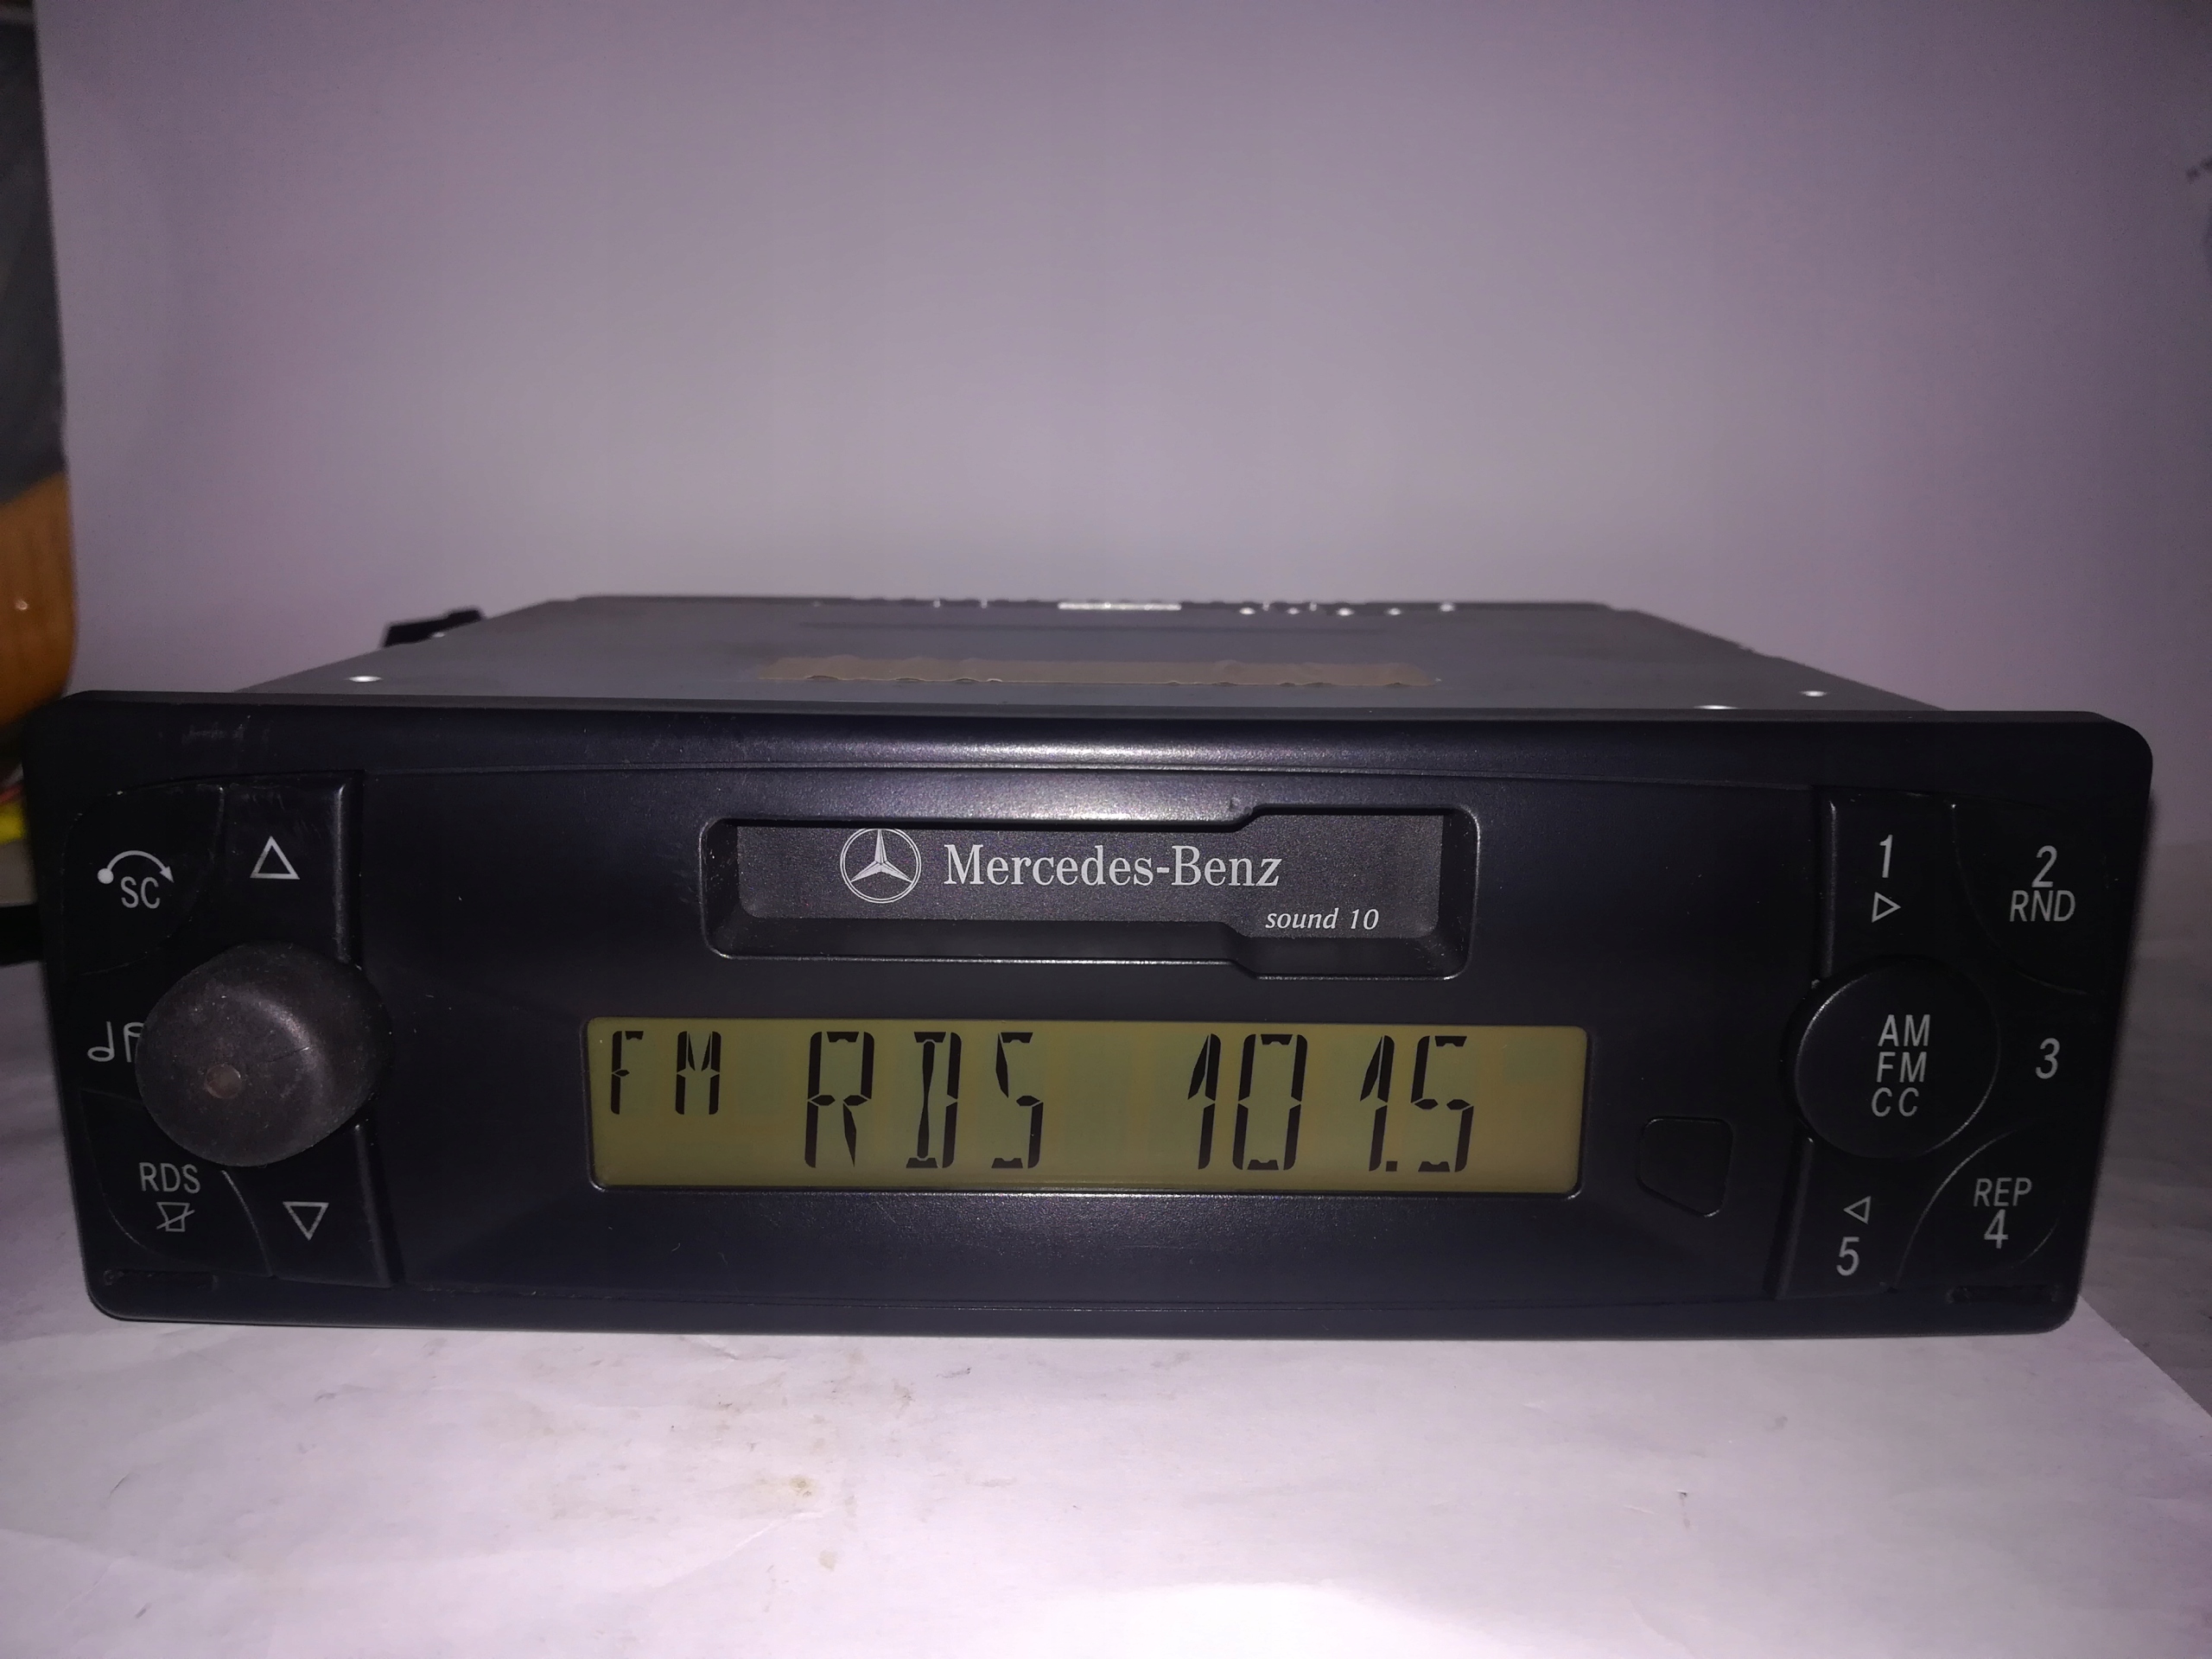 Mercedes-Benz
sound 10
SC
FM RDS 101.5
RDS
1
2
RND
AM
FM
CC
3
REP
4
5